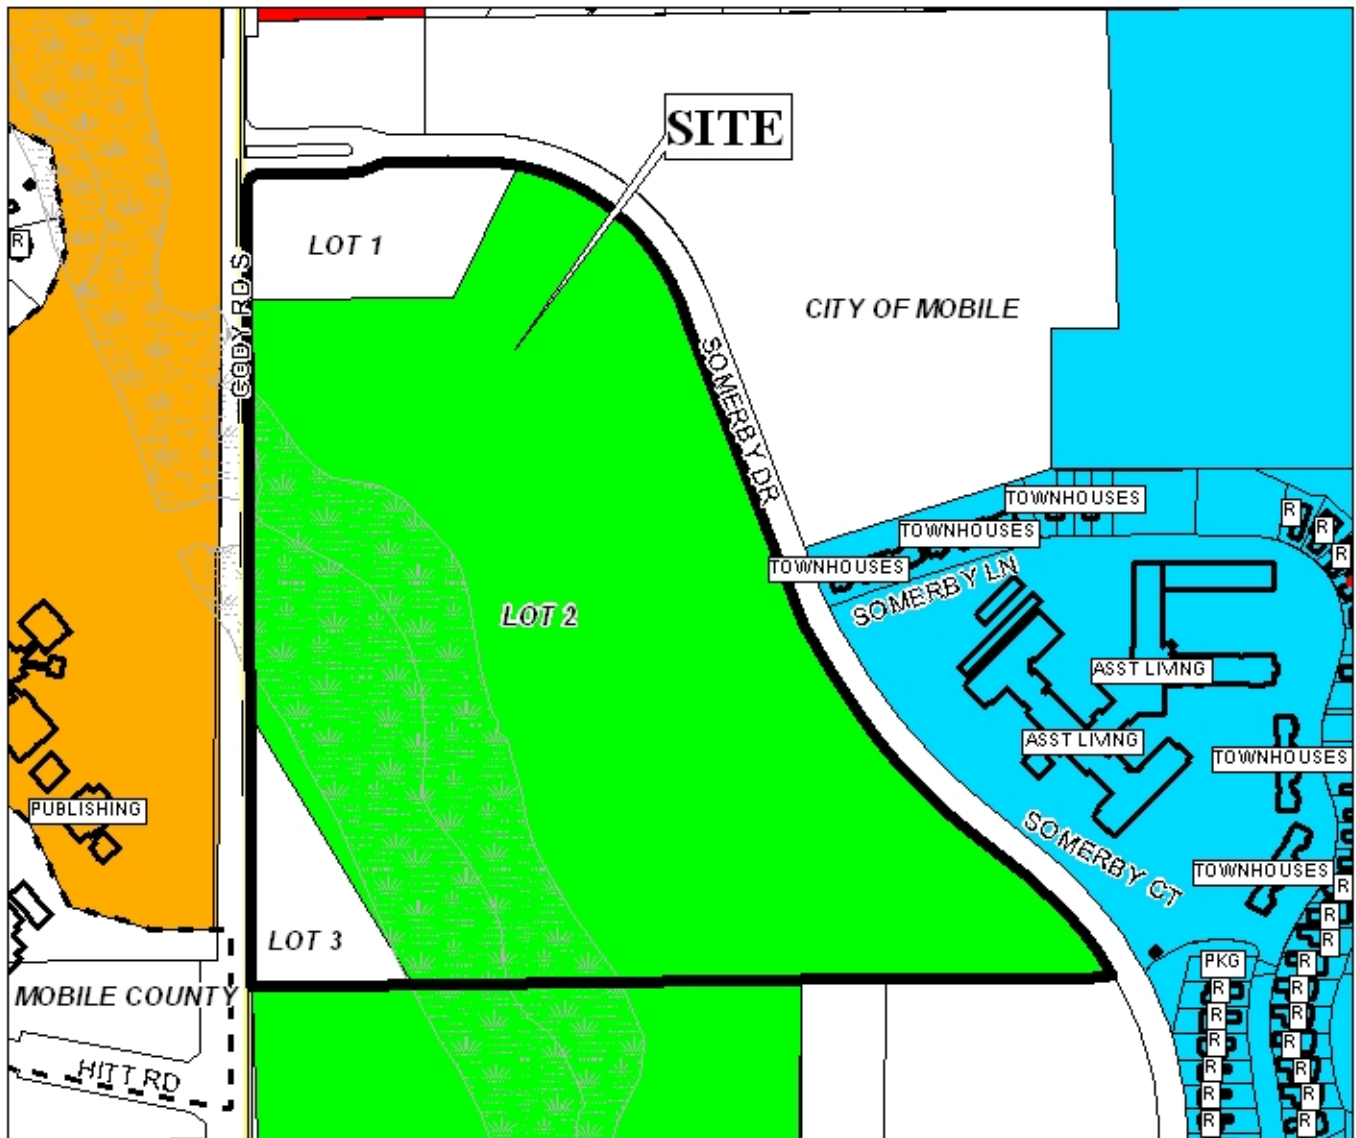 SITE
R
LOT 1
CODY RD S
CITY OF MOBILE
SOMERBY DR
TOWNHOUSES
TOWNHOUSES
TOWNHOUSES
R
R
R
SOMERBY LN
LOT 2
ASST LIVING
ASST LIVING
TOWNHOUSES
PUBLISHING
SOMERBY CT
TOWNHOUSES
R
R
R
LOT 3
PKG
R
MOBILE COUNTY
R
R
R
R
R
R
HITT RD
R
R
R
R
R
R